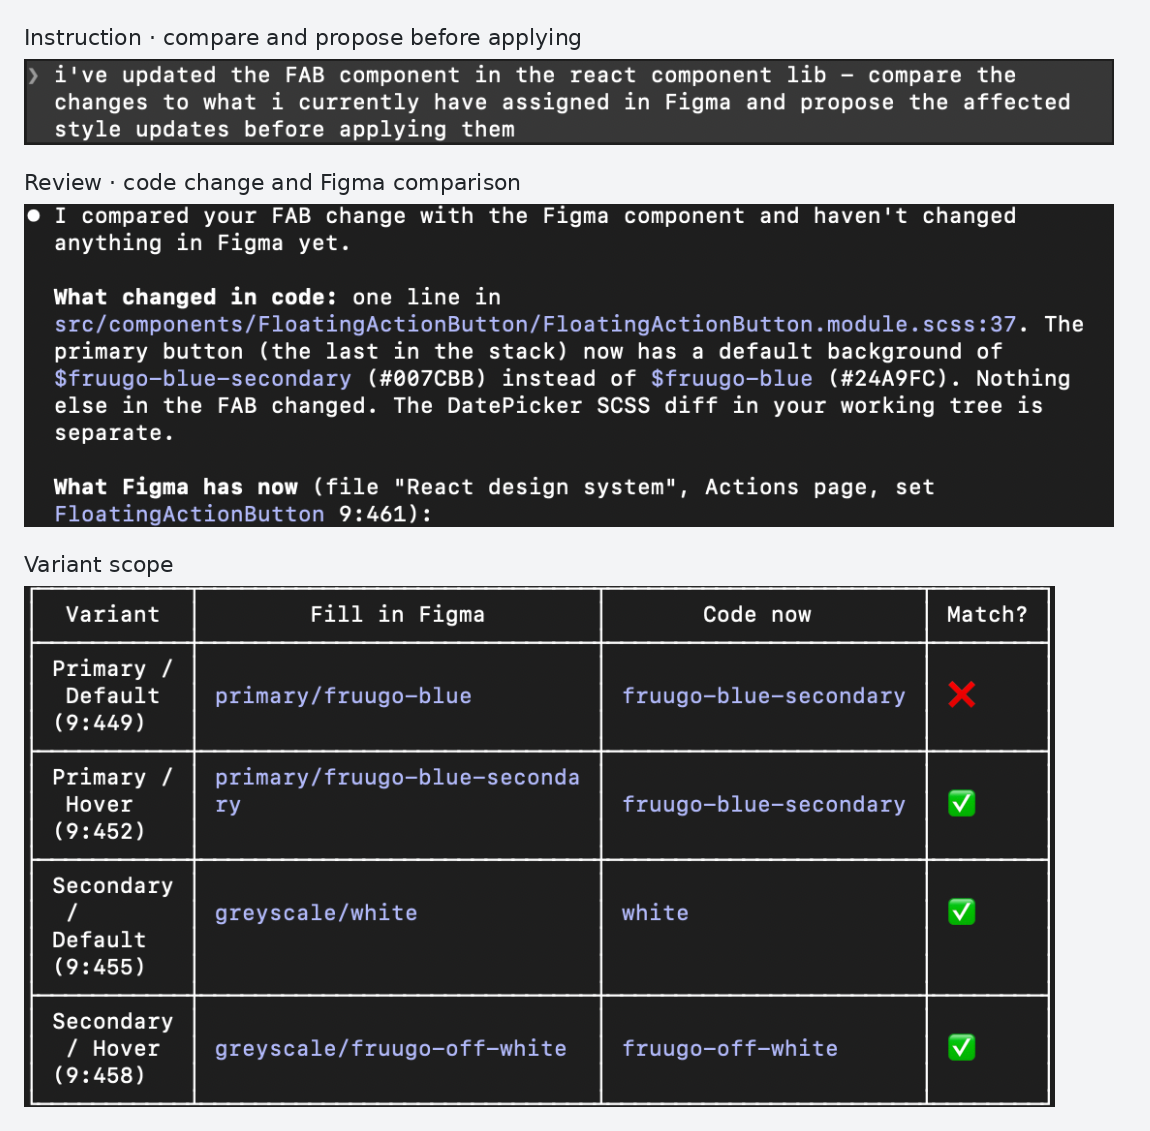 Instruction · compare and propose before applying
❯ i've updated the FAB component in the react component lib – compare the
changes to what i currently have assigned in Figma and propose the affected
style updates before applying them
Review · code change and Figma comparison
● I compared your FAB change with the Figma component and haven't changed
anything in Figma yet.
What changed in code: one line in
src/components/FloatingActionButton/FloatingActionButton.module.scss:37. The
primary button (the last in the stack) now has a default background of
$fruugo-blue-secondary (#007CBB) instead of $fruugo-blue (#24A9FC). Nothing
else in the FAB changed. The DatePicker SCSS diff in your working tree is
separate.
What Figma has now (file "React design system", Actions page, set
FloatingActionButton 9:461):
Variant scope
Variant Fill in Figma Code now Match?
Primary /
Default
(9:449)
primary/fruugo-blue
fruugo-blue-secondary
❌
Primary /
Hover
(9:452)
primary/fruugo-blue-seconda
ry
fruugo-blue-secondary
✅
Secondary
/
Default
(9:455)
greyscale/white
white
✅
Secondary
/ Hover
(9:458)
greyscale/fruugo-off-white
fruugo-off-white
✅